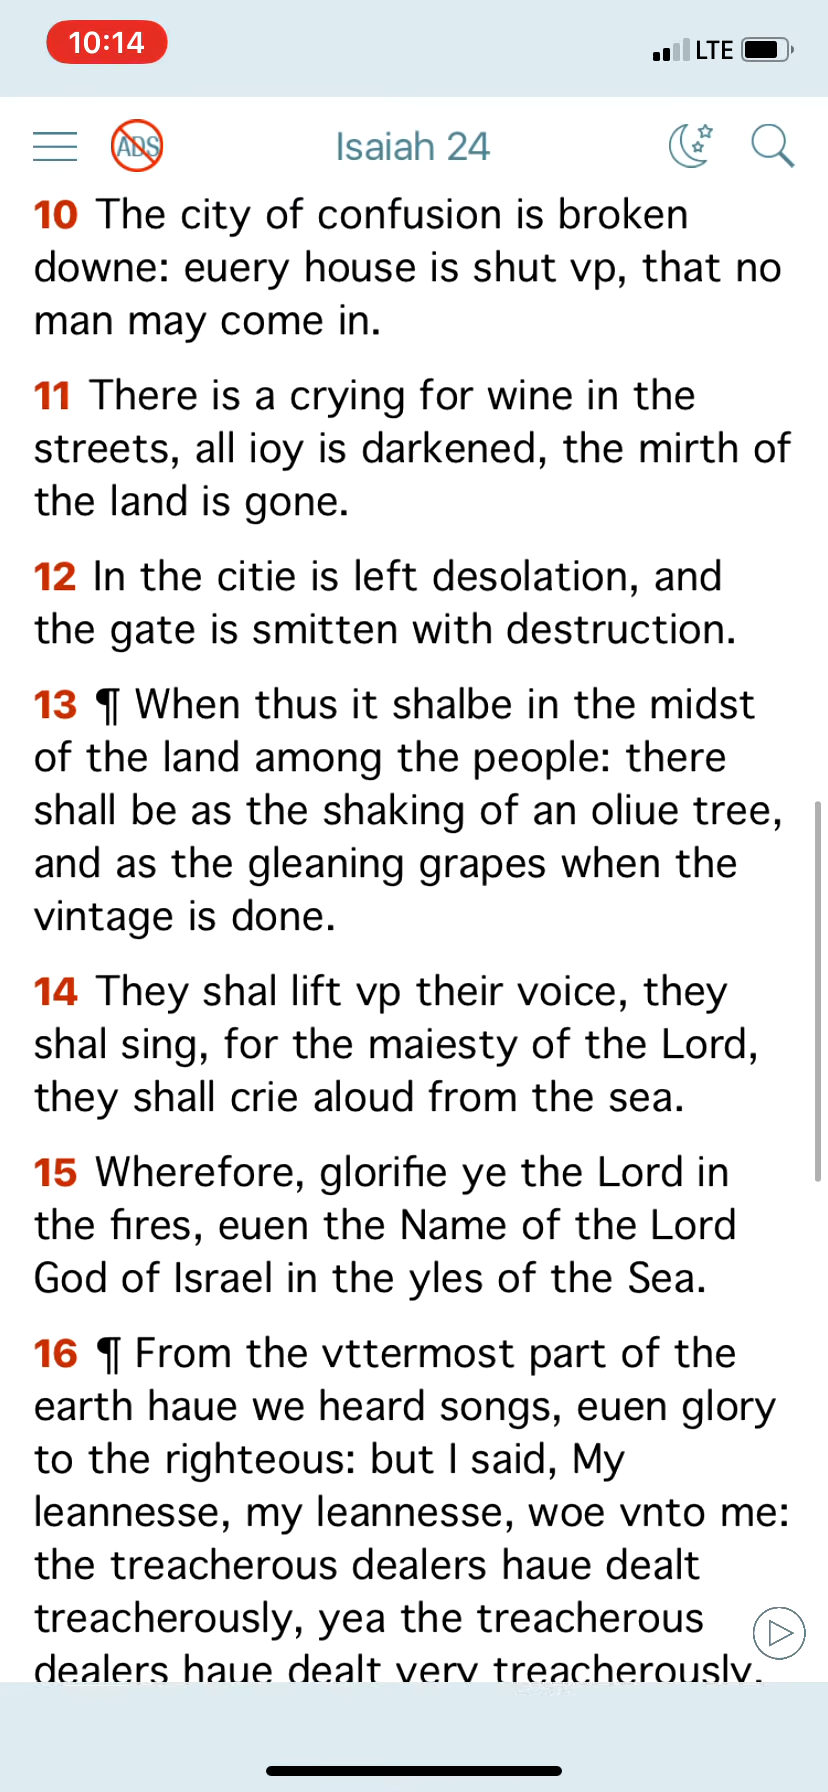 10:14
LTE
ADS
Isaiah 24
10 The city of confusion is broken
downe: euery house is shut vp, that no
man may come in.
11 There is a crying for wine in the
streets, all ioy is darkened, the mirth of
the land is gone.
12 In the citie is left desolation, and
the gate is smitten with destruction.
13 ¶ When thus it shalbe in the midst
of the land among the people: there
shall be as the shaking of an oliue tree,
and as the gleaning grapes when the
vintage is done.
14 They shal lift vp their voice, they
shal sing, for the maiesty of the Lord,
they shall crie aloud from the sea.
15 Wherefore, glorifie ye the Lord in
the fires, euen the Name of the Lord
God of Israel in the yles of the Sea.
16 ¶ From the vttermost part of the
earth haue we heard songs, euen glory
to the righteous: but I said, My
leannesse, my leannesse, woe vnto me:
the treacherous dealers haue dealt
treacherously, yea the treacherous
dealers haue dealt very treacherously.